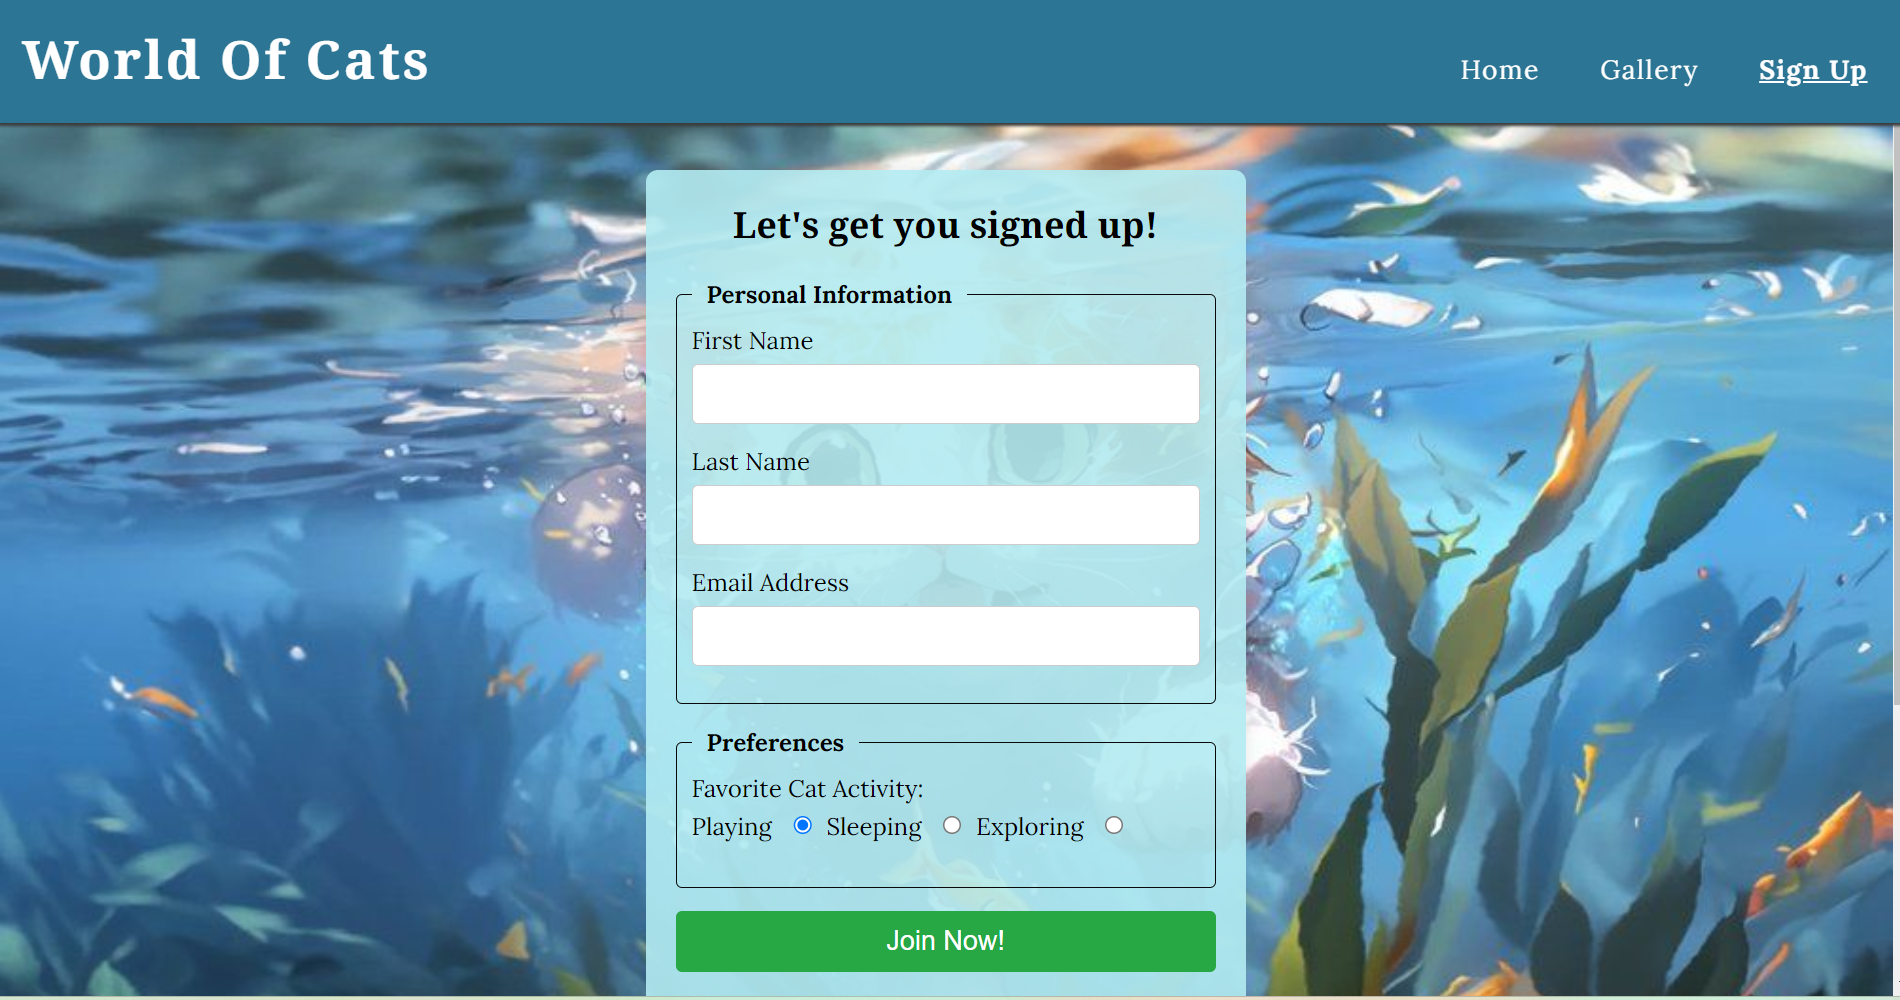 World Of Cats
Home Gallery Sign Up
Let's get you signed up!
Personal Information
First Name
Last Name
Email Address
Preferences
Favorite Cat Activity:
Playing Sleeping Exploring
Join Now!